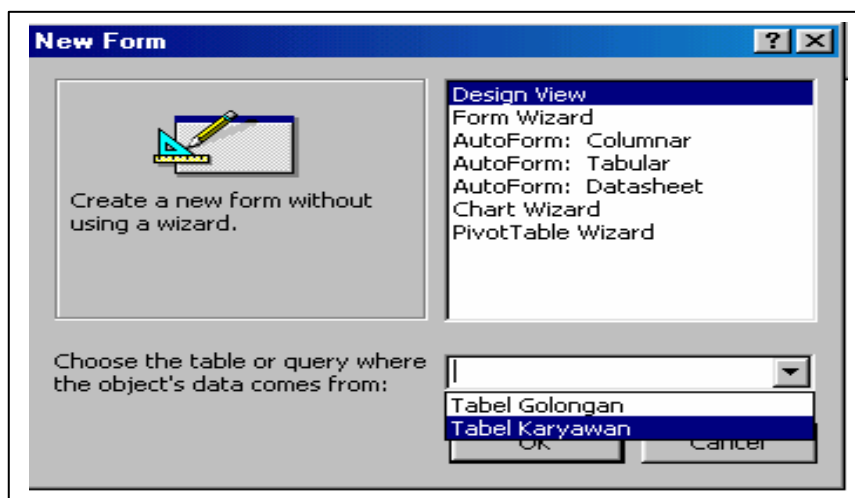 New Form
Create a new form without
using a wizard.
Design View
Form Wizard
AutoForm: Columnar
AutoForm: Tabular
AutoForm: Datasheet
Chart Wizard
PivotTable Wizard
Choose the table or query where
the object's data comes from:
Tabel Golongan
Tabel Karyawan
OK
Cancel